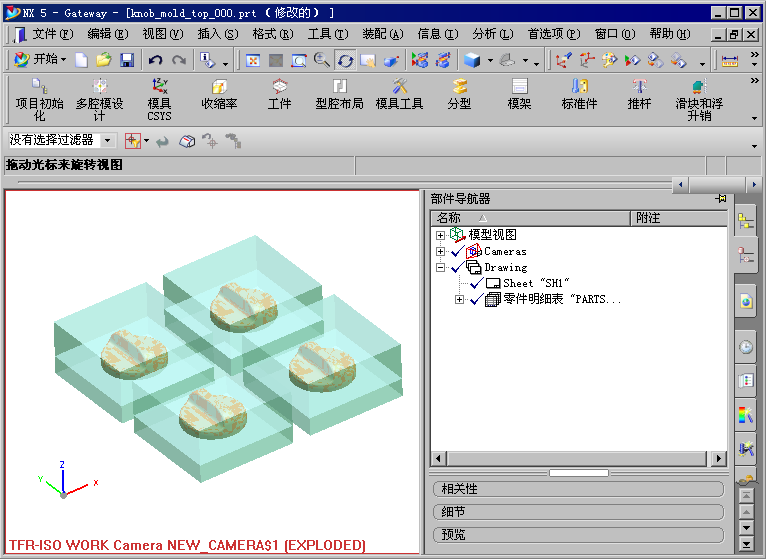 NX 5 - Gateway - [knob_mold_top_000.prt (修改的) ]
文件(F) 编辑(E) 视图(V) 插入(S) 格式(R) 工具(T) 装配(A) 信息(I) 分析(L) 首选项(P) 窗口(O) 帮助(H)
开始
项目初始化 多腔模设计 模具 CSYS 收缩率 工件 型腔布局 模具工具 分型 模架 标准件 推杆 滑块和浮升销
没有选择过滤器
拖动光标来旋转视图
部件导航器
名称 附注
模型视图
Cameras
Drawing
Sheet "SH1"
零件明细表 "PARTS...
Z
Y
X
相关性
细节
预览
TFR-ISO WORK Camera NEW_CAMERA$1 (EXPLODED)